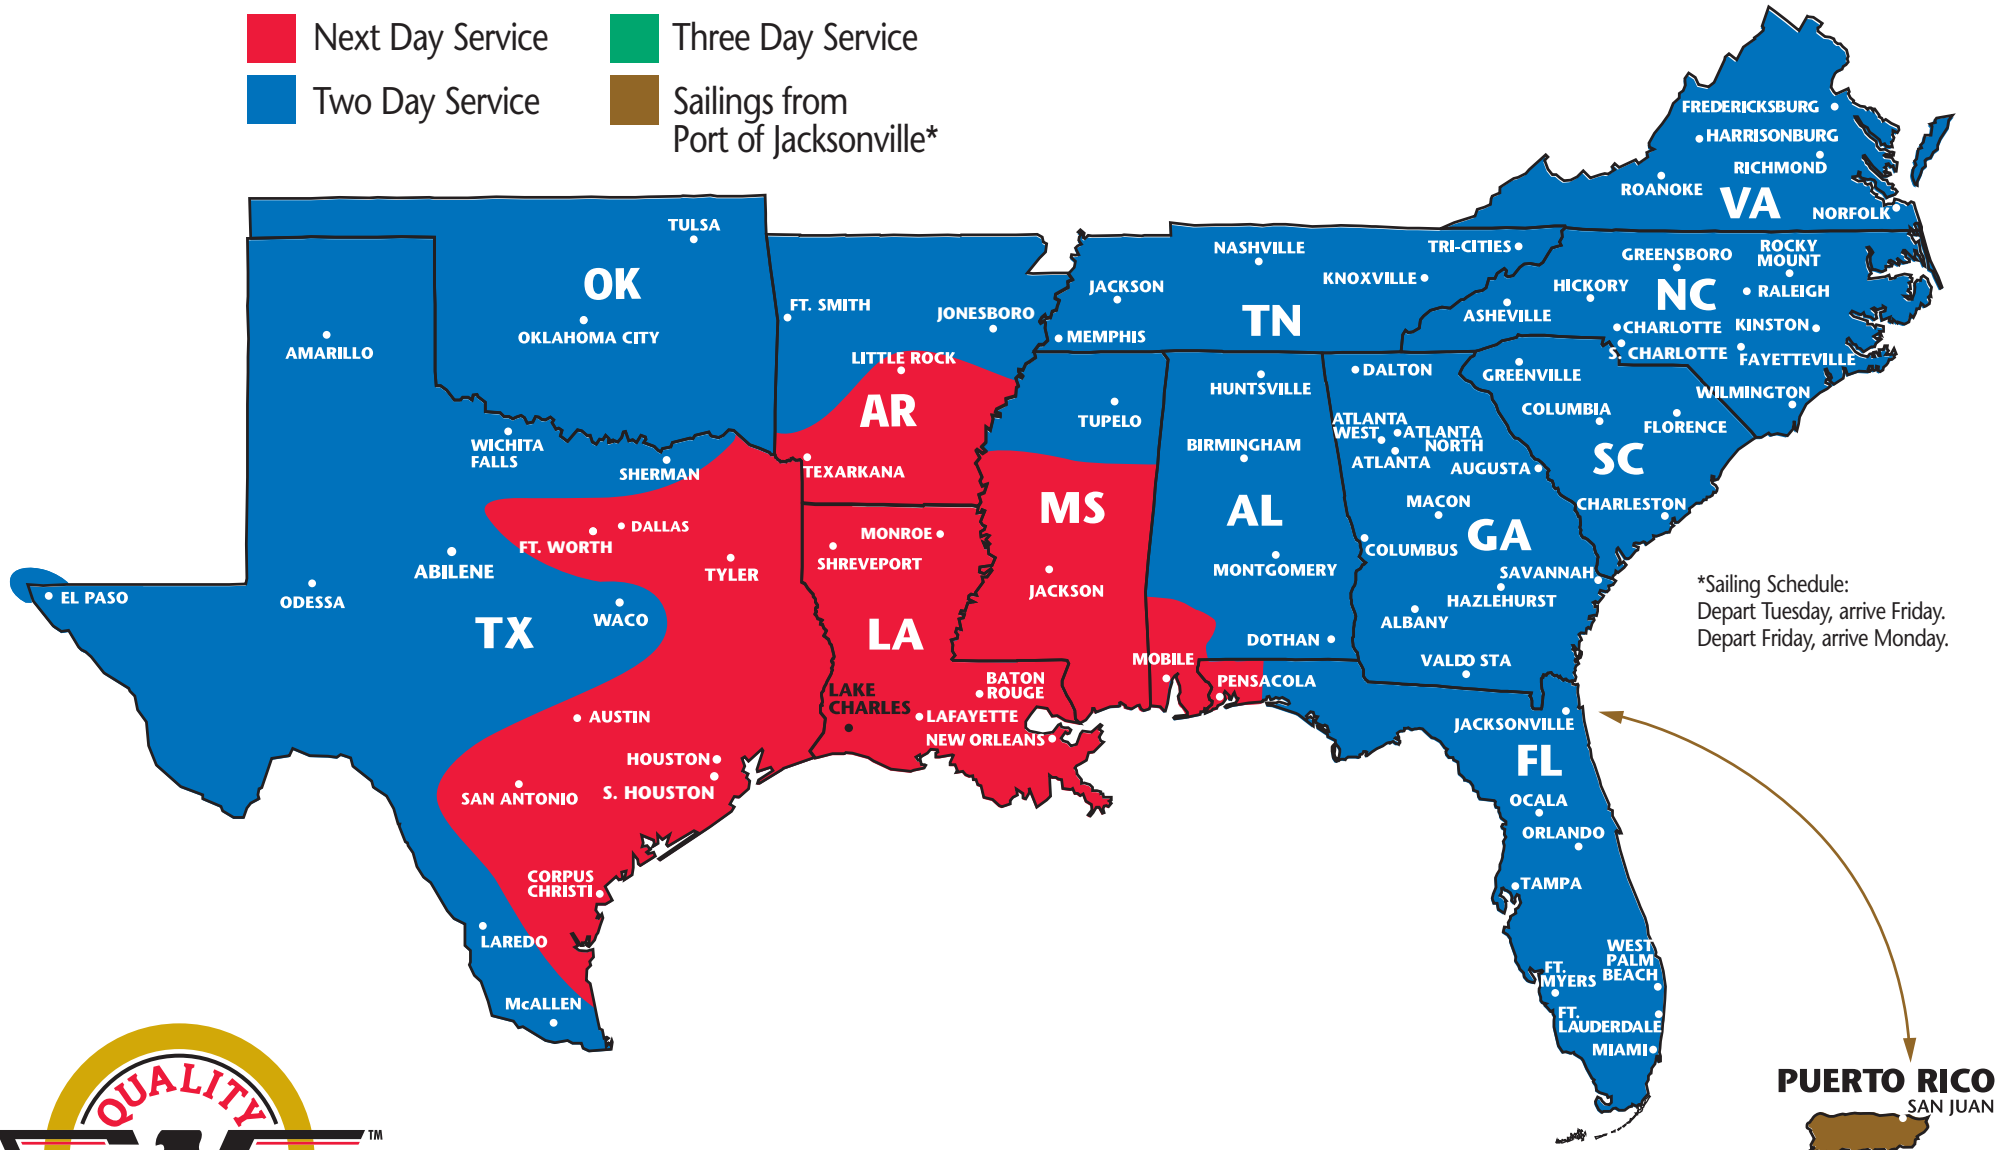 Next Day Service
Three Day Service
Two Day Service
Sailings from
Port of Jacksonville*
FREDERICKSBURG
HARRISONBURG
RICHMOND
ROANOKE
VA
NORFOLK
TULSA
OK
OKLAHOMA CITY
AMARILLO
WICHITA
FALLS
SHERMAN
FT. SMITH
JONESBORO
LITTLE ROCK
AR
TEXARKANA
NASHVILLE
TRI-CITIES
KNOXVILLE
JACKSON
TN
MEMPHIS
GREENSBORO
ROCKY
MOUNT
HICKORY
NC
RALEIGH
ASHEVILLE
CHARLOTTE
KINSTON
S. CHARLOTTE
FAYETTEVILLE
WILMINGTON
GREENVILLE
COLUMBIA
FLORENCE
SC
CHARLESTON
TUPELO
MS
JACKSON
HUNTSVILLE
BIRMINGHAM
AL
MONTGOMERY
DOTHAN
MOBILE
DALTON
ATLANTA
WEST
ATLANTA
NORTH
ATLANTA
AUGUSTA
MACON
GA
COLUMBUS
SAVANNAH
HAZLEHURST
ALBANY
VALDO STA
DALLAS
FT. WORTH
ABILENE
TYLER
EL PASO
ODESSA
TX
WACO
AUSTIN
HOUSTON
SAN ANTONIO
S. HOUSTON
CORPUS
CHRISTI
LAREDO
McALLEN
MONROE
SHREVEPORT
LA
BATON
ROUGE
LAKE
CHARLES
LAFAYETTE
NEW ORLEANS
PENSACOLA
JACKSONVILLE
FL
OCALA
ORLANDO
TAMPA
WEST
PALM
BEACH
FT.
MYERS
FT.
LAUDERDALE
MIAMI
*Sailing Schedule:
Depart Tuesday, arrive Friday.
Depart Friday, arrive Monday.
PUERTO RICO
SAN JUAN
QUALITY
TM